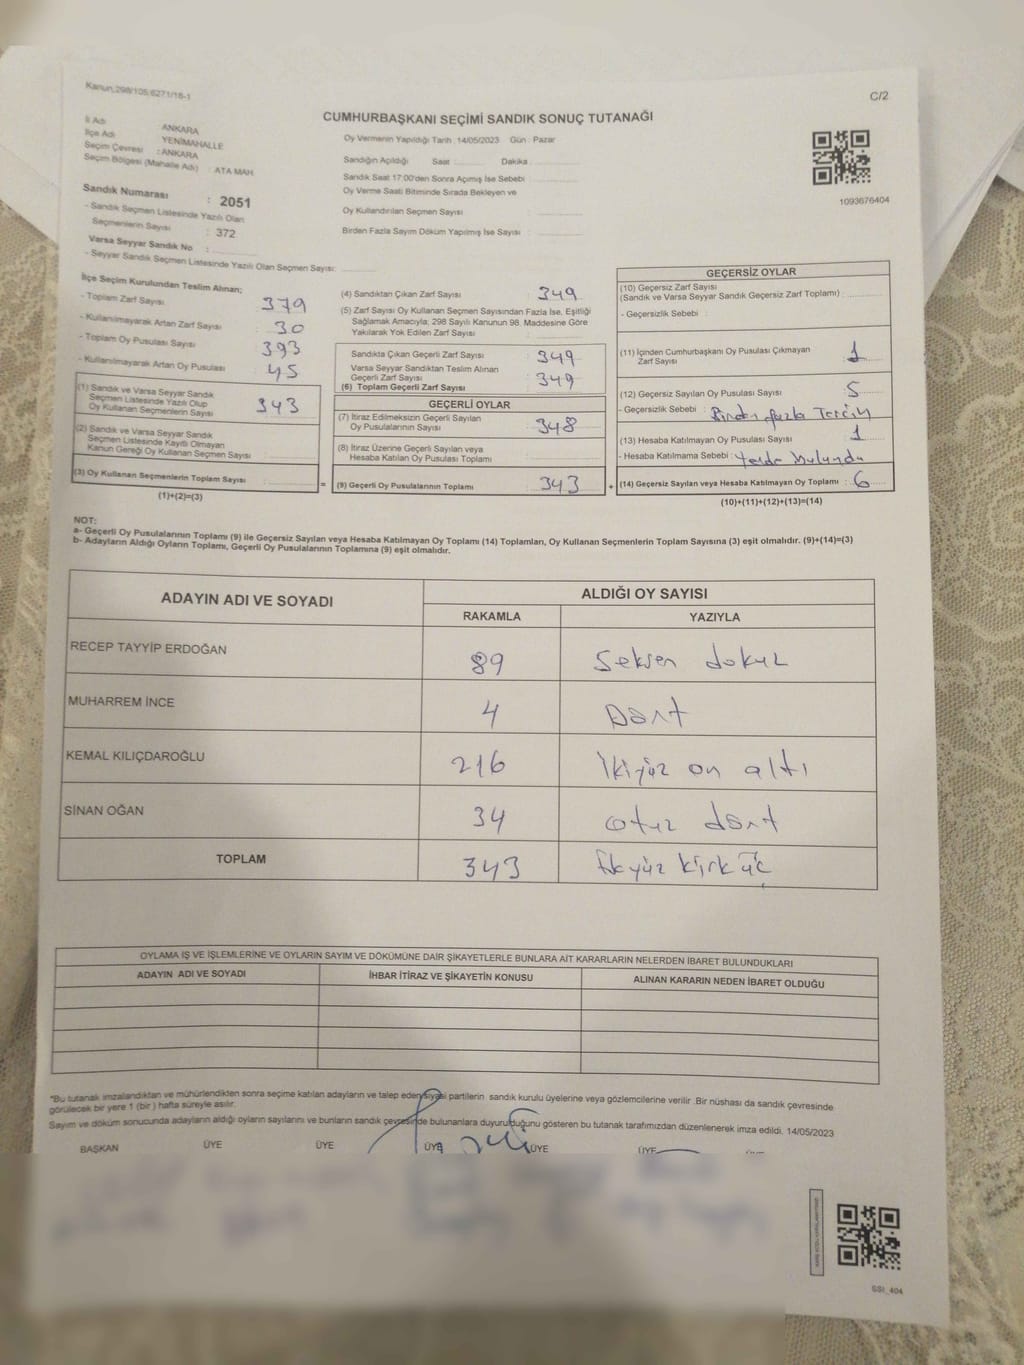 Kanun,298/105,6271/16-1
C/2
CUMHURBAŞKANI SEÇİMİ SANDIK SONUÇ TUTANAĞI
İl Adı ANKARA
İlçe Adı YENİMAHALLE
Seçim Çevresi : ANKARA
Seçim Bölgesi (Mahalle Adı) : ATA MAH.
Oy Vermenin Yapıldığı Tarih : 14/05/2023 Gün : Pazar
Sandığın Açıldığı Saat Dakika
Sandık Saat 17:00'den Sonra Açımış İse Sebebi
Oy Verme Saati Bitiminde Sırada Bekleyen ve
Oy Kullandırılan Seçmen Sayısı
Birden Fazla Sayım Döküm Yapılmış İse Sayısı
1093676404
Sandık Numarası : 2051
- Sandık Seçmen Listesinde Yazılı Olan
Seçmenlerin Sayısı : 372
Varsa Seyyar Sandık No :
- Seyyar Sandık Seçmen Listesinde Yazılı Olan Seçmen Sayısı:
İlçe Seçim Kurulundan Teslim Alınan;
- Toplam Zarf Sayısı 379
- Kullanılmayarak Artan Zarf Sayısı 30
- Toplam Oy Pusulası Sayısı 393
- Kullanılmayarak Artan Oy Pusulası 45
(1) Sandık ve Varsa Seyyar Sandık
Seçmen Listesinde Yazılı Olup
Oy Kullanan Seçmenlerin Sayısı 343
(2) Sandık ve Varsa Seyyar Sandık
Seçmen Listesinde Kayıtlı Olmayan
Kanun Gereği Oy Kullanan Seçmen Sayısı
(3) Oy Kullanan Seçmenlerin Toplam Sayısı
=
(1)+(2)=(3)
(4) Sandıktan Çıkan Zarf Sayısı : 349
(5) Zarf Sayısı Oy Kullanan Seçmen Sayısından Fazla İse, Eşitliği
Sağlamak Amacıyla; 298 Sayılı Kanunun 98. Maddesine Göre
Yakılarak Yok Edilen Zarf Sayısı
Sandıkta Çıkan Geçerli Zarf Sayısı 349
Varsa Seyyar Sandıktan Teslim Alınan
Geçerli Zarf Sayısı 349
(6) Toplam Geçerli Zarf Sayısı
GEÇERLİ OYLAR
(7) İtiraz Edilmeksizin Geçerli Sayılan
Oy Pusulalarının Sayısı 348
(8) İtiraz Üzerine Geçerli Sayılan veya
Hesaba Katılan Oy Pusulası Toplamı
(9) Geçerli Oy Pusulalarının Toplamı 343
+
GEÇERSİZ OYLAR
(10) Geçersiz Zarf Sayısı
(Sandık ve Varsa Seyyar Sandık Geçersiz Zarf Toplamı)
- Geçersizlik Sebebi :
(11) İçinden Cumhurbaşkanı Oy Pusulası Çıkmayan
Zarf Sayısı 1
(12) Geçersiz Sayılan Oy Pusulası Sayısı 5
- Geçersizlik Sebebi : Birden fazla Tercih
(13) Hesaba Katılmayan Oy Pusulası Sayısı 1
- Hesaba Katılmama Sebebi : Yerde bulundu
(14) Geçersiz Sayılan veya Hesaba Katılmayan Oy Toplamı : 6
(10)+(11)+(12)+(13)=(14)
NOT:
a- Geçerli Oy Pusulalarının Toplamı (9) ile Geçersiz Sayılan veya Hesaba Katılmayan Oy Toplamı (14) Toplamları, Oy Kullanan Seçmenlerin Toplam Sayısına (3) eşit olmalıdır. (9)+(14)=(3)
b- Adayların Aldığı Oyların Toplamı, Geçerli Oy Pusulalarının Toplamına (9) eşit olmalıdır.
ADAYIN ADI VE SOYADI
ALDIĞI OY SAYISI
RAKAMLA YAZIYLA
RECEP TAYYİP ERDOĞAN 89 Seksen dokuz
MUHARREM İNCE 4 Dört
KEMAL KILIÇDAROĞLU 216 İkiyüz on altı
SİNAN OĞAN 34 otuz dört
TOPLAM 343 üçyüz kırk üç
OYLAMA İŞ VE İŞLEMLERİNE VE OYLARIN SAYIM VE DÖKÜMÜNE DAİR ŞİKAYETLERLE BUNLARA AİT KARARLARIN NELERDEN İBARET BULUNDUKLARI
ADAYIN ADI VE SOYADI İHBAR İTİRAZ VE ŞİKAYETİN KONUSU ALINAN KARARIN NEDEN İBARET OLDUĞU
*Bu tutanak imzalandıktan ve mühürlendikten sonra seçime katılan adayların ve talep eden siyasi partilerin sandık kurulu üyelerine veya gözlemcilerine verilir .Bir nüshası da sandık çevresinde
görülecek bir yere 1 (bir ) hafta süreyle asılır.
Sayım ve döküm sonucunda adayların aldığı oyların sayılarını ve bunların sandık çevresinde bulunanlara duyurulduğunu gösteren bu tutanak tarafımızdan düzenlenerek imza edildi. 14/05/2023
BAŞKAN ÜYE ÜYE ÜYE ÜYE ÜYE
SSI_404